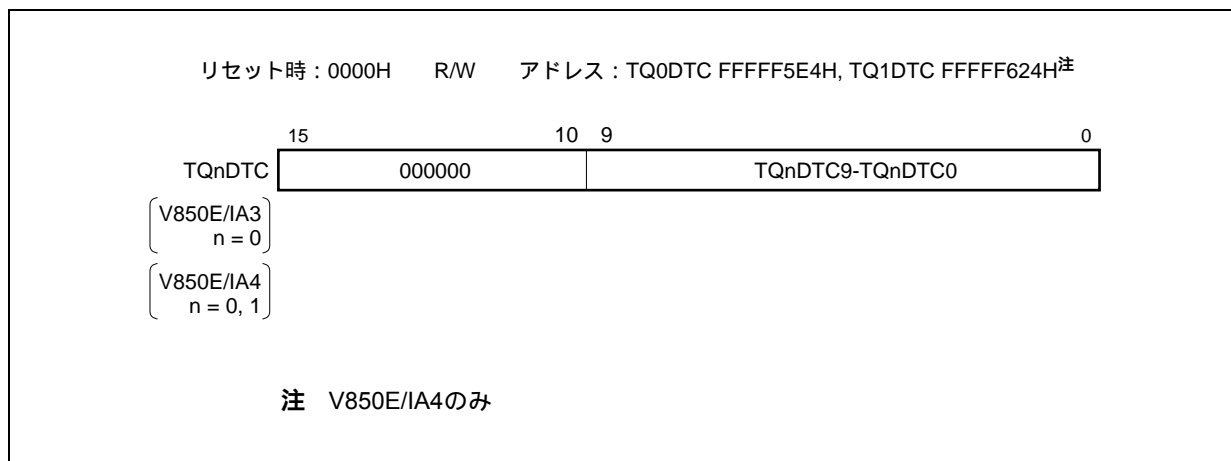 リセット時：0000H　R/W　アドレス：TQ0DTC FFFFF5E4H, TQ1DTC FFFFF624H注
15 10 9 0
TQnDTC 000000 TQnDTC9-TQnDTC0
V850E/IA3
n = 0
V850E/IA4
n = 0, 1
注　V850E/IA4のみ